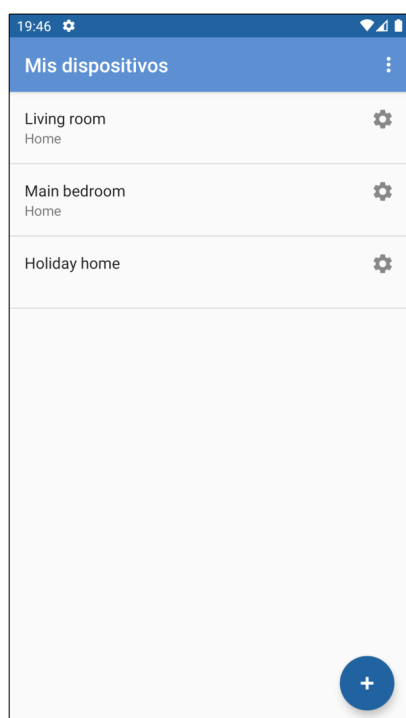 19:46
Mis dispositivos
Living room
Home
Main bedroom
Home
Holiday home
+